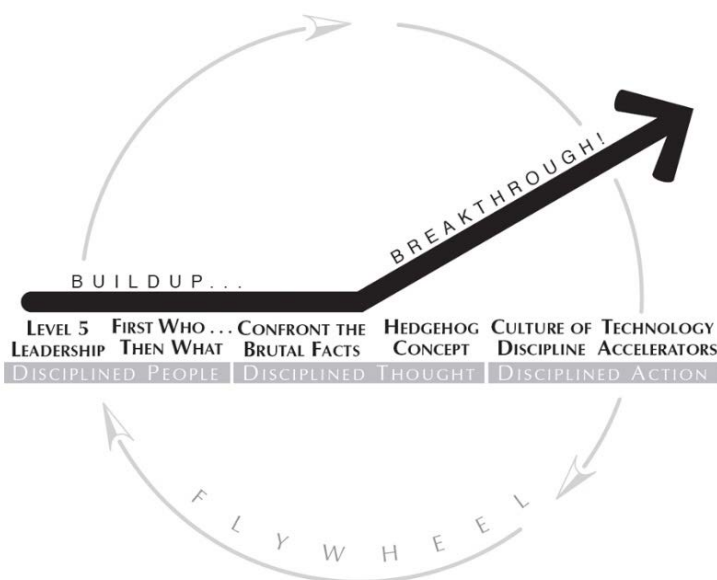 BREAKTHROUGH!
BUILDUP...
LEVEL 5 LEADERSHIP
FIRST WHO... THEN WHAT
CONFRONT THE BRUTAL FACTS
HEDGEHOG CONCEPT
CULTURE OF DISCIPLINE
TECHNOLOGY ACCELERATORS
DISCIPLINED PEOPLE
DISCIPLINED THOUGHT
DISCIPLINED ACTION
FLYWHEEL